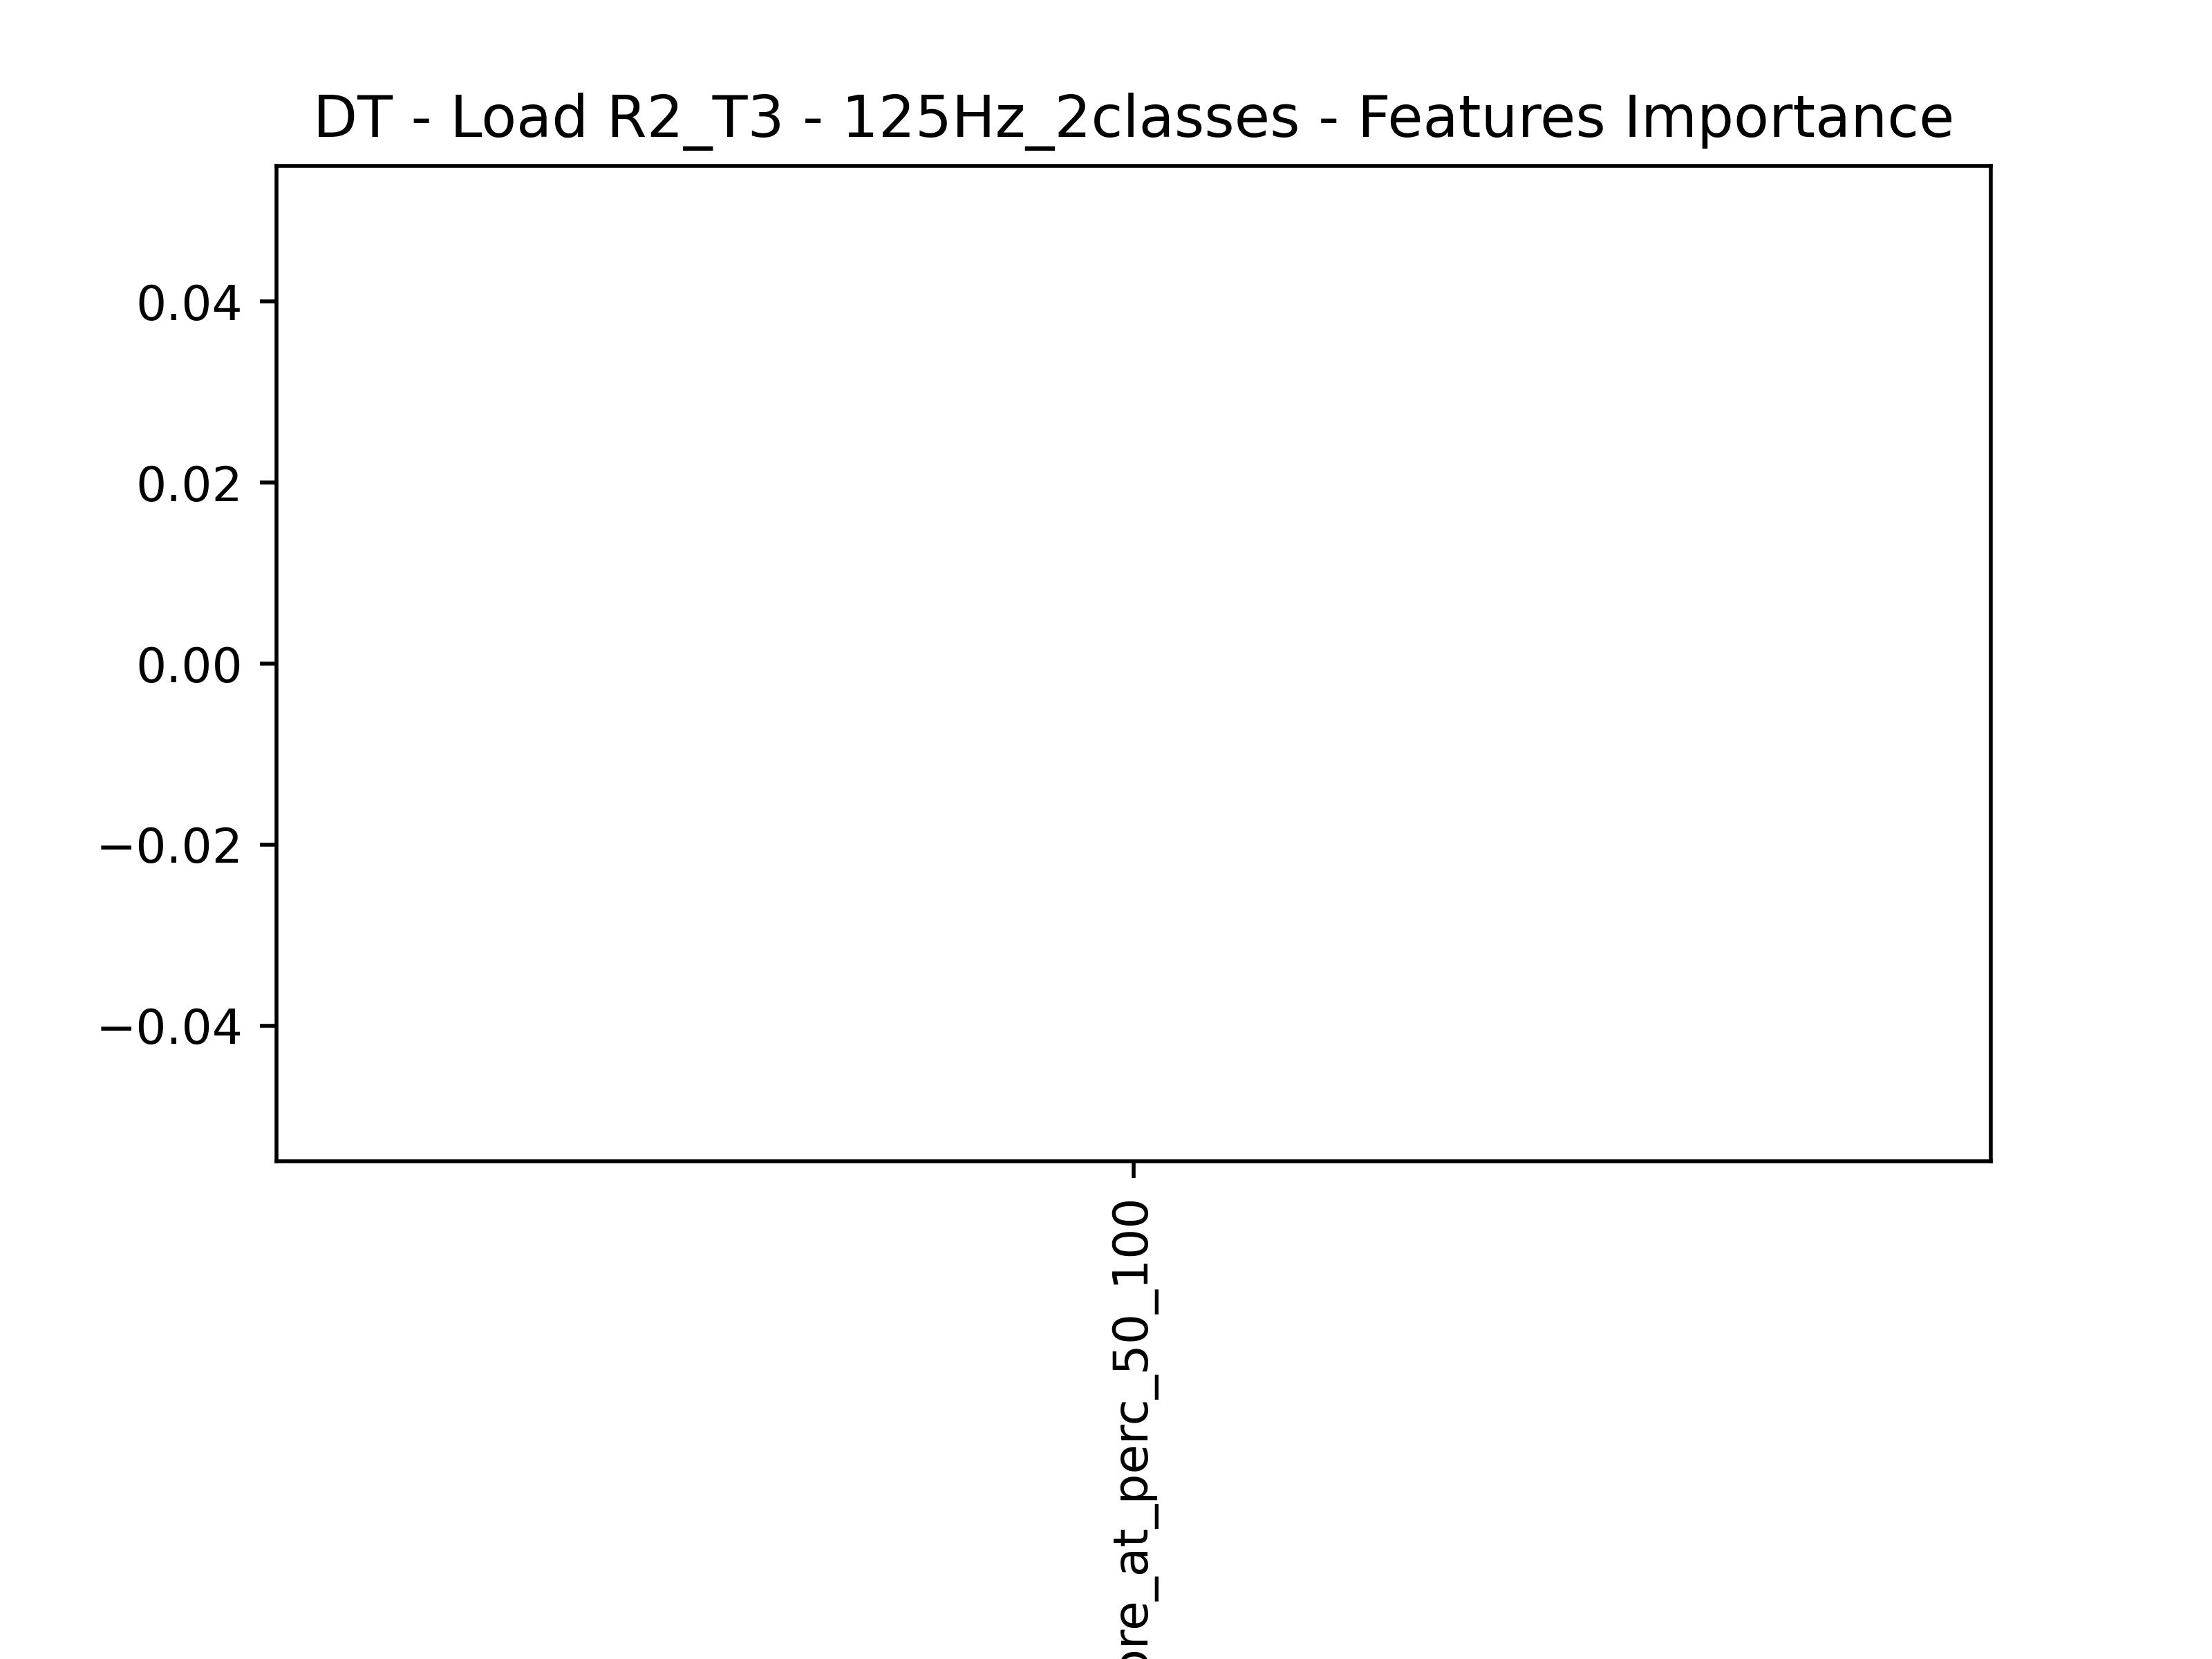 DT - Load R2_T3 - 125Hz_2classes - Features Importance
0.04
0.02
0.00
−0.02
−0.04
ore_at_perc_50_100